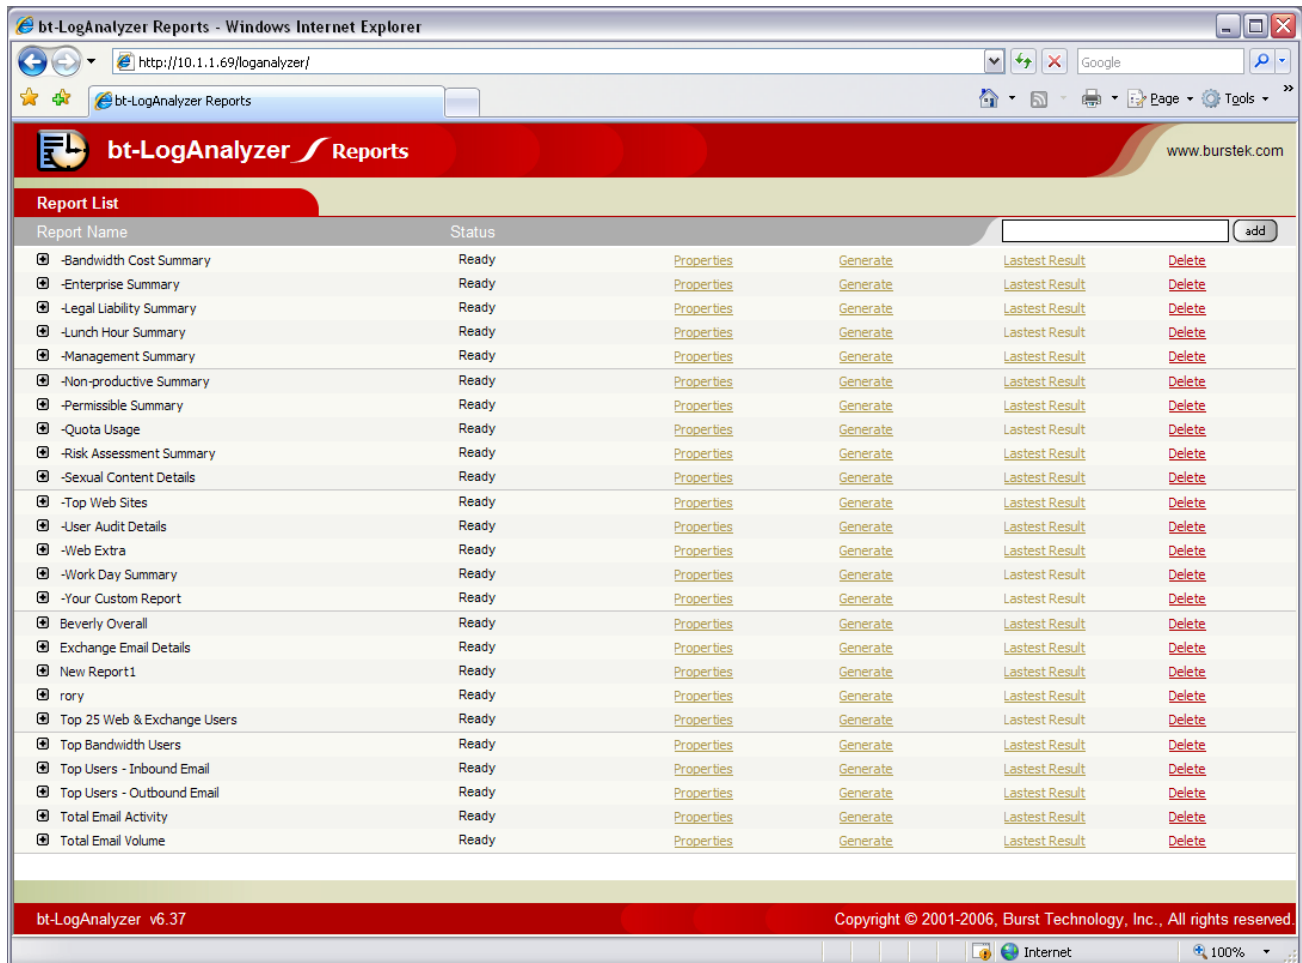 bt-LogAnalyzer Reports - Windows Internet Explorer
http://10.1.1.69/loganalyzer/
Google
bt-LogAnalyzer Reports
Page
Tools
»
bt-LogAnalyzer Reports
www.burstek.com
Report List
Report Name Status add
-Bandwidth Cost Summary Ready Properties Generate Lastest Result Delete
-Enterprise Summary Ready Properties Generate Lastest Result Delete
-Legal Liability Summary Ready Properties Generate Lastest Result Delete
-Lunch Hour Summary Ready Properties Generate Lastest Result Delete
-Management Summary Ready Properties Generate Lastest Result Delete
-Non-productive Summary Ready Properties Generate Lastest Result Delete
-Permissible Summary Ready Properties Generate Lastest Result Delete
-Quota Usage Ready Properties Generate Lastest Result Delete
-Risk Assessment Summary Ready Properties Generate Lastest Result Delete
-Sexual Content Details Ready Properties Generate Lastest Result Delete
-Top Web Sites Ready Properties Generate Lastest Result Delete
-User Audit Details Ready Properties Generate Lastest Result Delete
-Web Extra Ready Properties Generate Lastest Result Delete
-Work Day Summary Ready Properties Generate Lastest Result Delete
-Your Custom Report Ready Properties Generate Lastest Result Delete
Beverly Overall Ready Properties Generate Lastest Result Delete
Exchange Email Details Ready Properties Generate Lastest Result Delete
New Report1 Ready Properties Generate Lastest Result Delete
rory Ready Properties Generate Lastest Result Delete
Top 25 Web & Exchange Users Ready Properties Generate Lastest Result Delete
Top Bandwidth Users Ready Properties Generate Lastest Result Delete
Top Users - Inbound Email Ready Properties Generate Lastest Result Delete
Top Users - Outbound Email Ready Properties Generate Lastest Result Delete
Total Email Activity Ready Properties Generate Lastest Result Delete
Total Email Volume Ready Properties Generate Lastest Result Delete
bt-LogAnalyzer v6.37 Copyright © 2001-2006, Burst Technology, Inc., All rights reserved.
Internet 100%